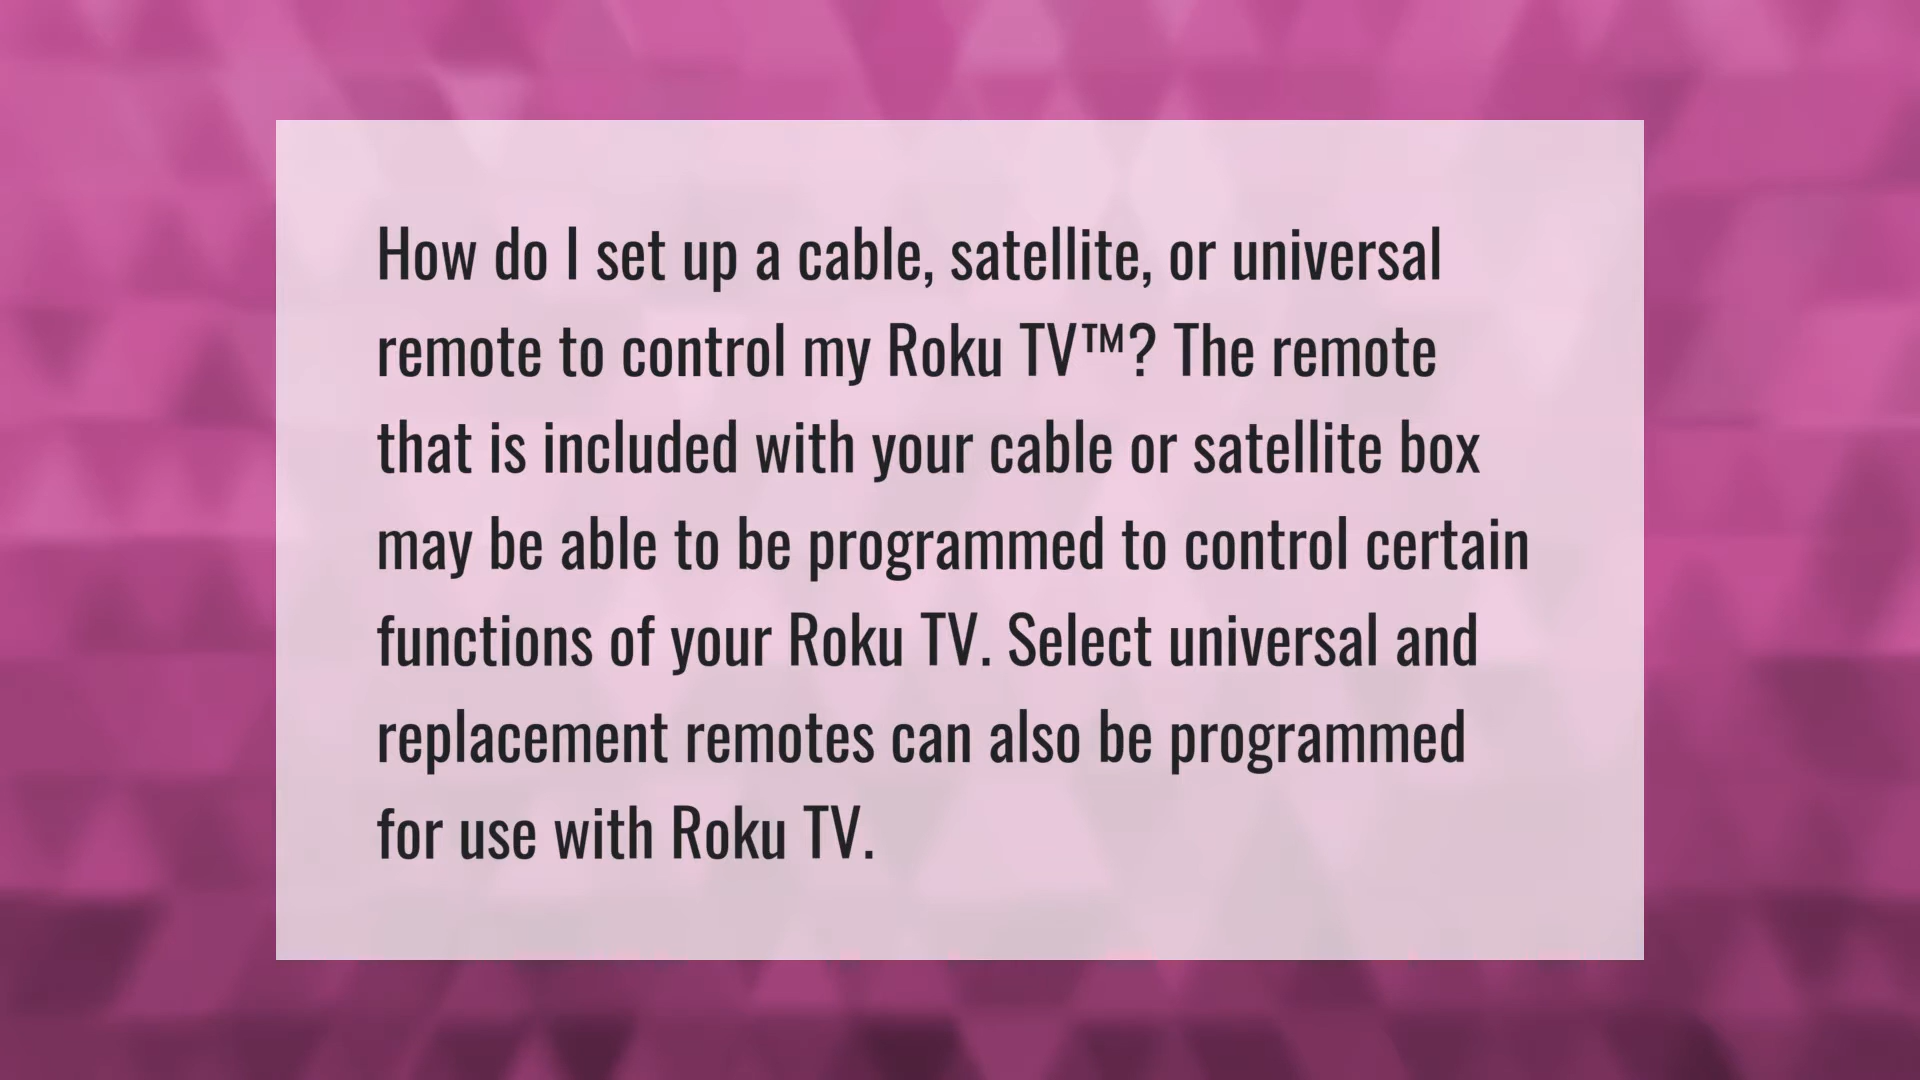 How do I set up a cable, satellite, or universal
remote to control my Roku TV™? The remote
that is included with your cable or satellite box
may be able to be programmed to control certain
functions of your Roku TV. Select universal and
replacement remotes can also be programmed
for use with Roku TV.